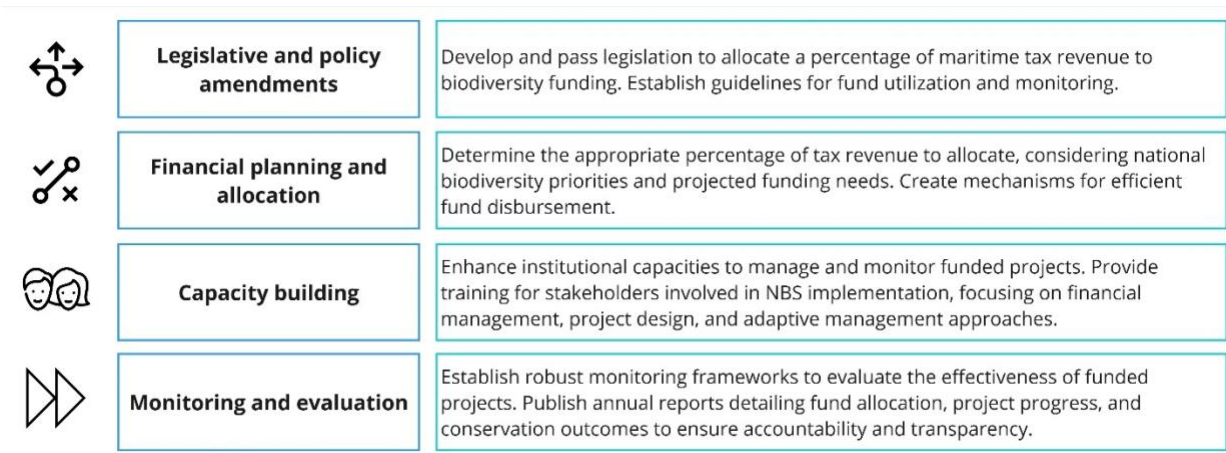 Legislative and policy
amendments
Develop and pass legislation to allocate a percentage of maritime tax revenue to
biodiversity funding. Establish guidelines for fund utilization and monitoring.
Financial planning and
allocation
Determine the appropriate percentage of tax revenue to allocate, considering national
biodiversity priorities and projected funding needs. Create mechanisms for efficient
fund disbursement.
Capacity building
Enhance institutional capacities to manage and monitor funded projects. Provide
training for stakeholders involved in NBS implementation, focusing on financial
management, project design, and adaptive management approaches.
Monitoring and evaluation
Establish robust monitoring frameworks to evaluate the effectiveness of funded
projects. Publish annual reports detailing fund allocation, project progress, and
conservation outcomes to ensure accountability and transparency.